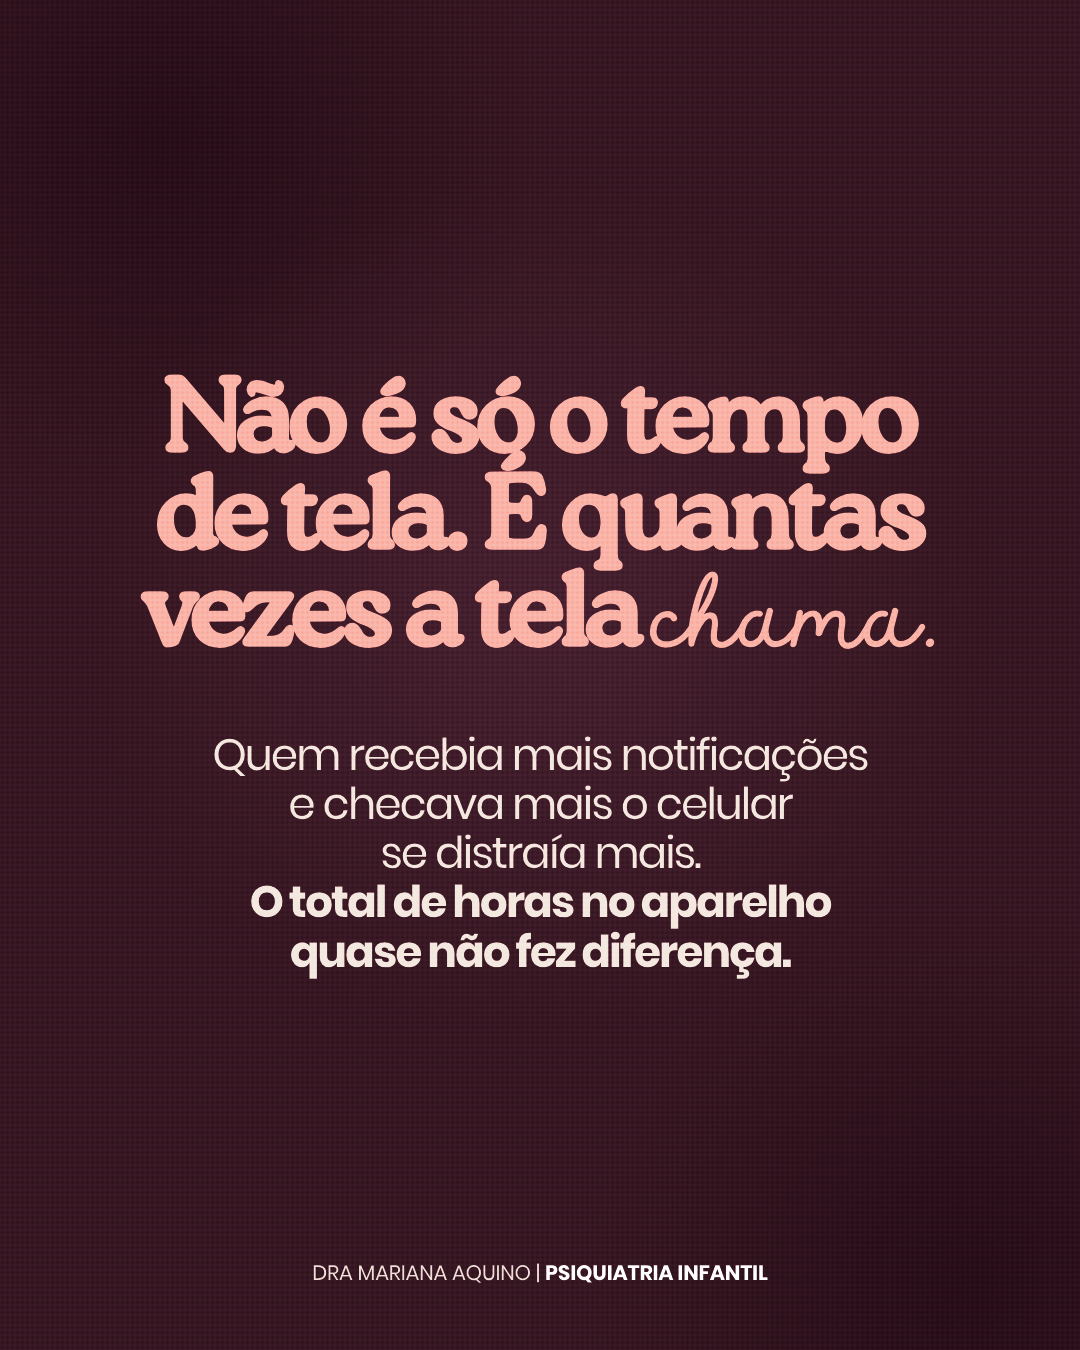 Não é só o tempo
de tela. É quantas
vezes a tela chama.
Quem recebia mais notificações
e checava mais o celular
se distraía mais.
O total de horas no aparelho
quase não fez diferença.
DRA MARIANA AQUINO | PSIQUIATRIA INFANTIL